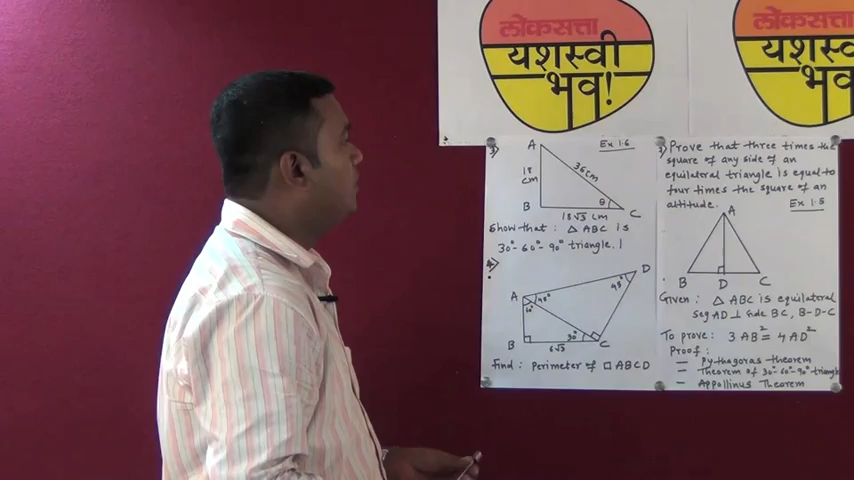 लोकसत्ता
यशस्वी
भव!
लोकसत्ता
यशस्वी
भव
Ex 1.6
A
18
cm
36 cm
B
θ
C
18√3 cm
Show that : △ ABC is
30°-60°-90° triangle.
A
D
48°
60°
B
30°
C
6√3
Find : Perimeter of □ ABCD
Prove that three times the
square of any side of an
equilateral triangle is equal to
four times the square of an
altitude.
Ex 1.5
A
B
D
C
Given : △ ABC is equilateral
seg AD ⊥ side BC, B-D-C
To prove : 3 AB² = 4 AD²
Proof :
— Pythagoras theorem
— Theorem of 30°-60°-90° triangle
— Appollinus Theorem